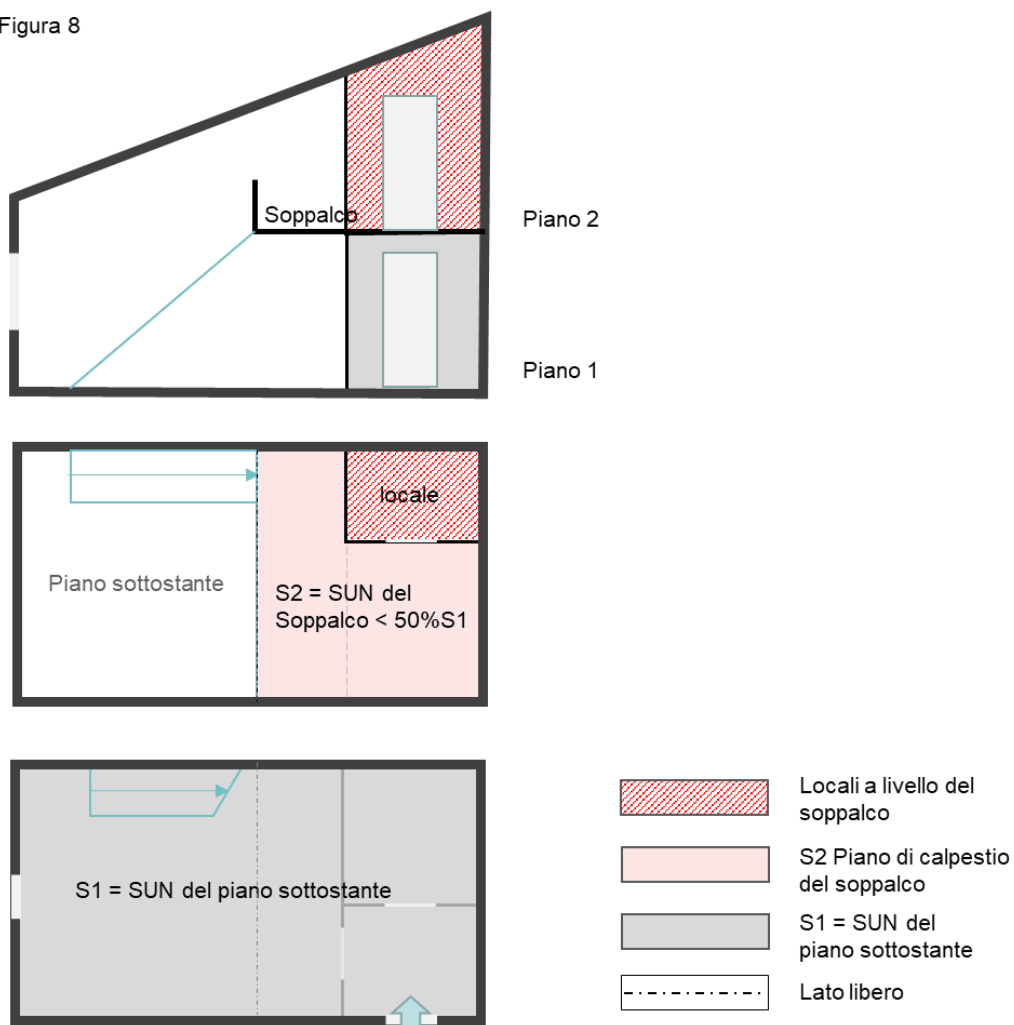 Figura 8
Soppalco
Piano 2
Piano 1
locale
Piano sottostante
S2 = SUN del
Soppalco < 50%S1
S1 = SUN del piano sottostante
Locali a livello del
soppalco
S2 Piano di calpestio
del soppalco
S1 = SUN del
piano sottostante
Lato libero